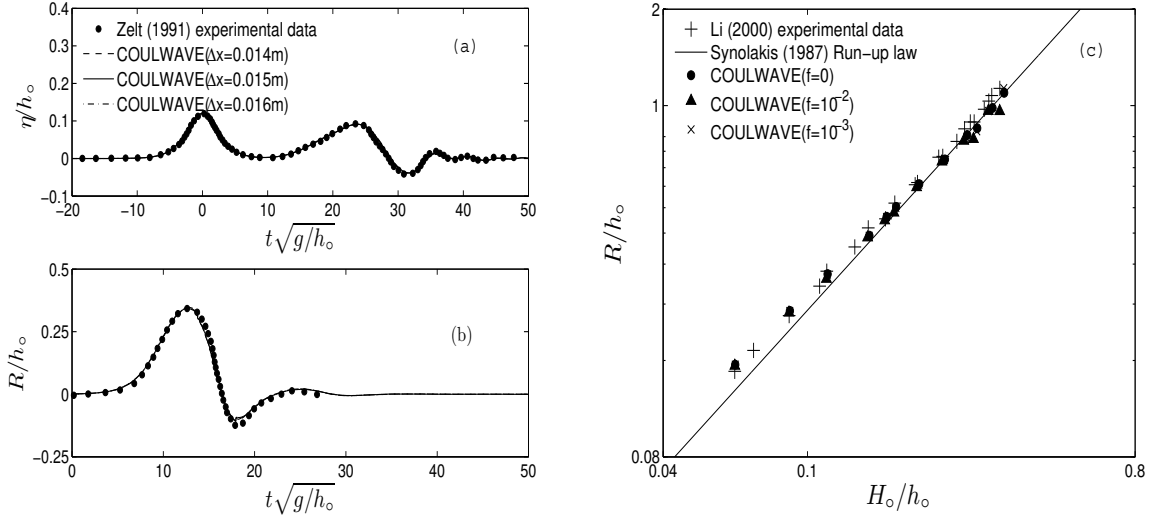 0.4
0.3
0.2
0.1
0
−0.1
η/h∘
Zelt (1991) experimental data
COULWAVE(Δx=0.014m)
COULWAVE(Δx=0.015m)
COULWAVE(Δx=0.016m)
(a)
−20 −10 0 10 20 30 40 50
t√g/h∘
0.5
0.25
0
−0.25
R/h∘
(b)
0 10 20 30 40 50
t√g/h∘
2
1
0.08
R/h∘
Li (2000) experimental data
Synolakis (1987) Run-up law
COULWAVE(f=0)
COULWAVE(f=10⁻²)
COULWAVE(f=10⁻³)
(c)
0.04 0.1 0.8
H∘/h∘